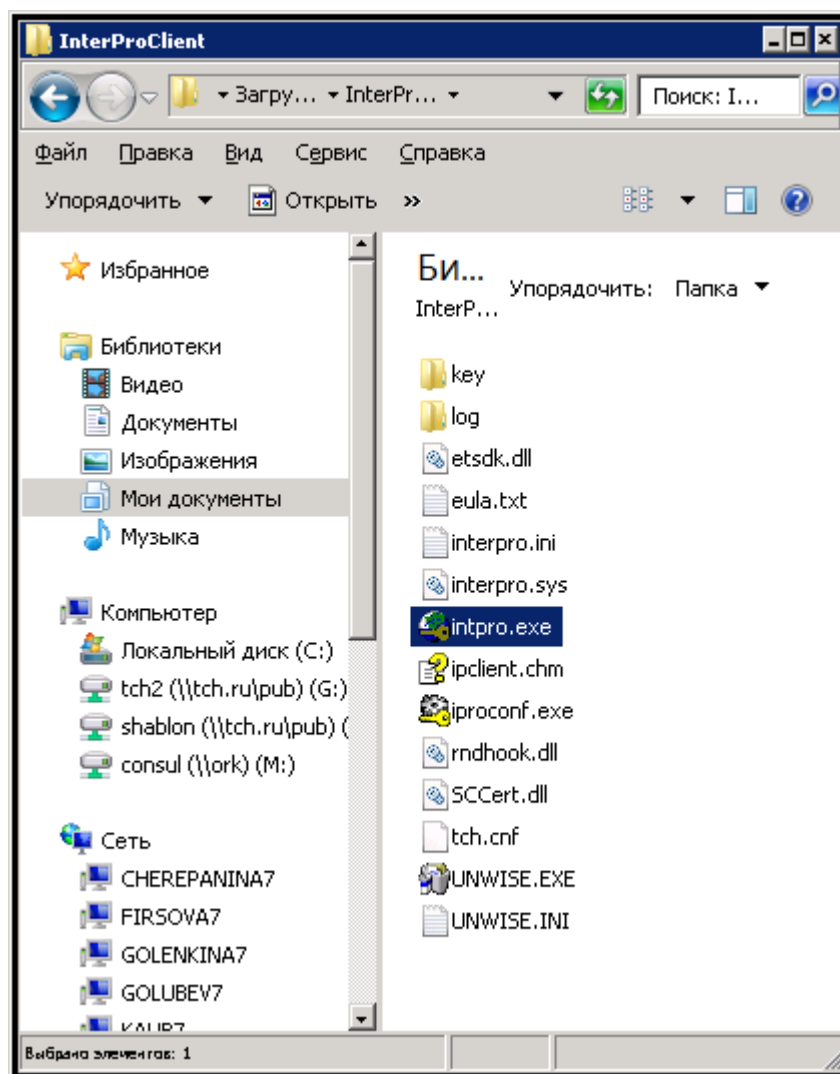 InterProClient
Загру... InterPr... Поиск: I...
Файл Правка Вид Сервис Справка
Упорядочить Открыть »
Избранное
Библиотеки
Видео
Документы
Изображения
Мои документы
Музыка
Компьютер
Локальный диск (C:)
tch2 (\\tch.ru\pub) (G:)
shablon (\\tch.ru\pub) (
consul (\\ork) (M:)
Сеть
CHEREPANINA7
FIRSOVA7
GOLENKINA7
GOLUBEV7
Би...
InterP...
Упорядочить: Папка
key
log
etsdk.dll
eula.txt
interpro.ini
interpro.sys
intpro.exe
ipclient.chm
iproconf.exe
rndhook.dll
SCCert.dll
tch.cnf
UNWISE.EXE
UNWISE.INI
Выбрано элементов: 1